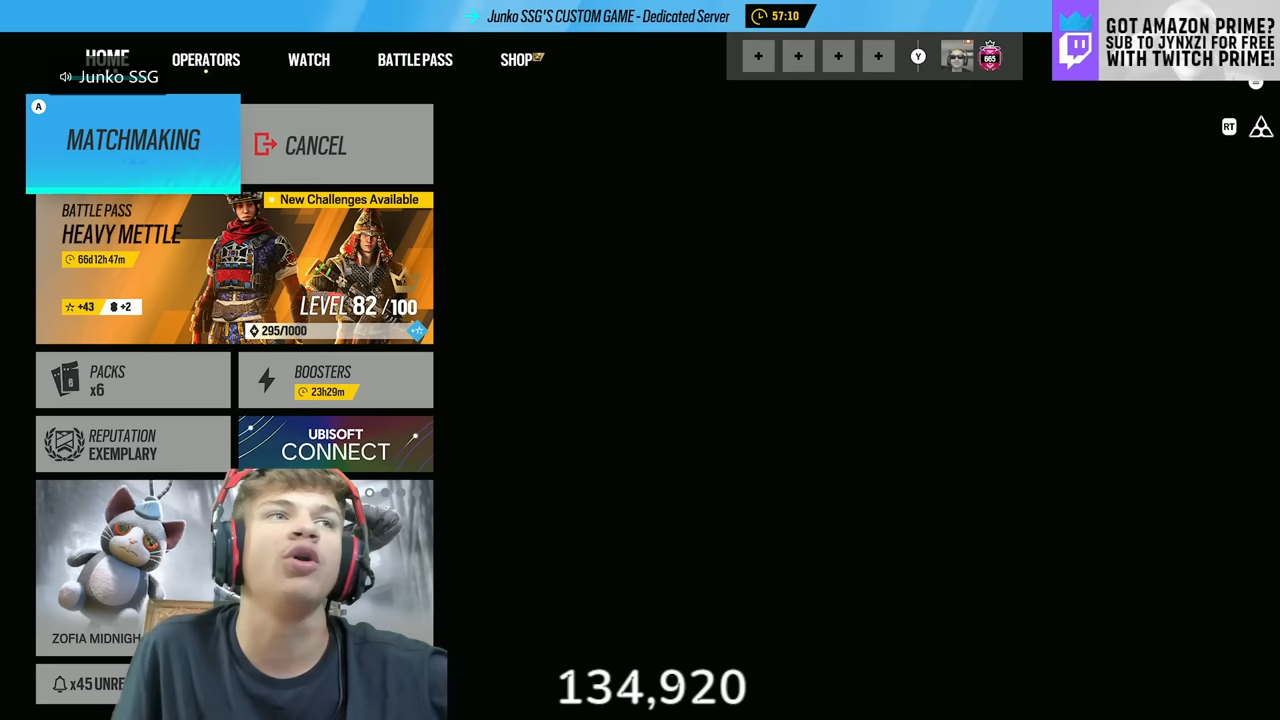 Junko SSG'S CUSTOM GAME - Dedicated Server
57:10
GOT AMAZON PRIME?
SUB TO JYNXZI FOR FREE
WITH TWITCH PRIME!
HOME
OPERATORS
WATCH
BATTLE PASS
SHOP
+
+
+
+
Y
665
Junko SSG
A
MATCHMAKING
CANCEL
RT
New Challenges Available
BATTLE PASS
HEAVY METTLE
66d12h47m
+43
+2
LEVEL 82 /100
295/1000
PACKS
x6
BOOSTERS
23h29m
REPUTATION
EXEMPLARY
UBISOFT
CONNECT
ZOFIA MIDNIGH
x45 UNRE
134,920